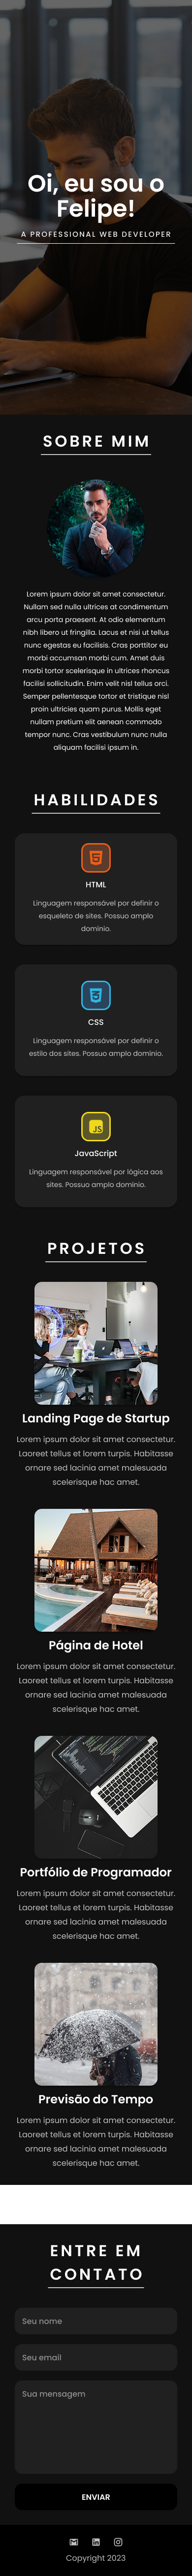 Oi, eu sou o
Felipe!
A PROFESSIONAL WEB DEVELOPER
SOBRE MIM
Lorem ipsum dolor sit amet consectetur.
Nullam sed nulla ultrices at condimentum
arcu porta praesent. At odio elementum
nibh libero ut fringilla. Lacus et nisi ut tellus
nunc egestas eu facilisis. Cras porttitor eu
morbi accumsan morbi cum. Amet duis
morbi tortor scelerisque in ultrices rhoncus
facilisi sollicitudin. Enim velit nisl tellus orci.
Semper pellentesque tortor et tristique nisl
proin ultricies quam purus. Mollis eget
nullam pretium elit aenean commodo
tempor nunc. Cras vestibulum nunc nulla
aliquam facilisi ipsum in.
HABILIDADES
HTML
Linguagem responsável por definir o
esqueleto de sites. Possuo amplo
domínio.
CSS
Linguagem responsável por definir o
estilo dos sites. Possuo amplo domínio.
JS
JavaScript
Linguagem responsável por lógica aos
sites. Possuo amplo domínio.
PROJETOS
Landing Page de Startup
Lorem ipsum dolor sit amet consectetur.
Laoreet tellus et lorem turpis. Habitasse
ornare sed lacinia amet malesuada
scelerisque hac amet.
Página de Hotel
Lorem ipsum dolor sit amet consectetur.
Laoreet tellus et lorem turpis. Habitasse
ornare sed lacinia amet malesuada
scelerisque hac amet.
Portfólio de Programador
Lorem ipsum dolor sit amet consectetur.
Laoreet tellus et lorem turpis. Habitasse
ornare sed lacinia amet malesuada
scelerisque hac amet.
Previsão do Tempo
Lorem ipsum dolor sit amet consectetur.
Laoreet tellus et lorem turpis. Habitasse
ornare sed lacinia amet malesuada
scelerisque hac amet.
ENTRE EM
CONTATO
Seu nome
Seu email
Sua mensagem
ENVIAR
Copyright 2023